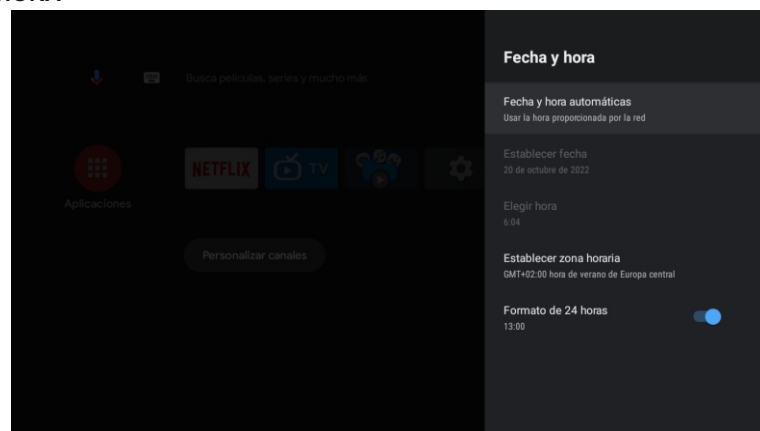 Busca películas, series y mucho más
NETFLIX
TV
Aplicaciones
Personalizar canales
Fecha y hora
Fecha y hora automáticas
Usar la hora proporcionada por la red
Establecer fecha
20 de octubre de 2022
Elegir hora
6:04
Establecer zona horaria
GMT+02:00 hora de verano de Europa central
Formato de 24 horas
13:00